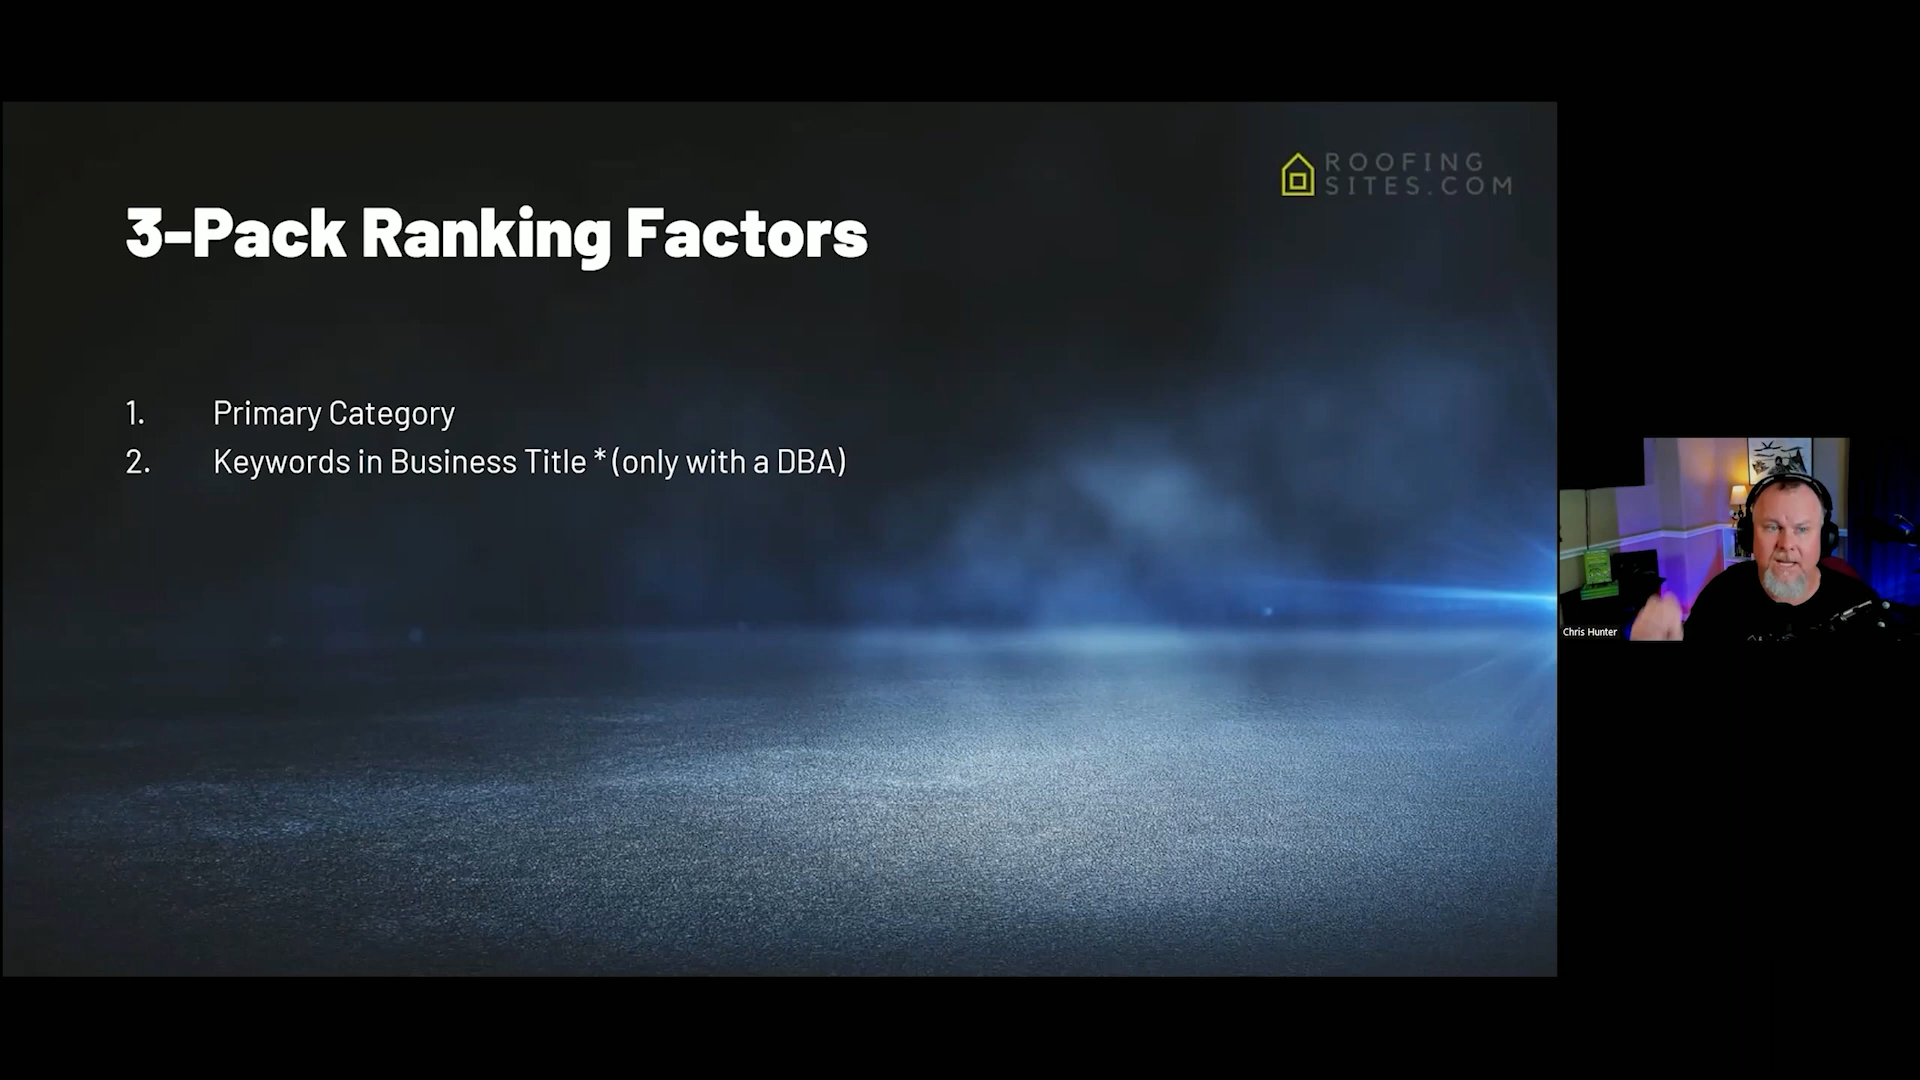 ROOFING
SITES.COM
3-Pack Ranking Factors
1. Primary Category
2. Keywords in Business Title *(only with a DBA)
Chris Hunter